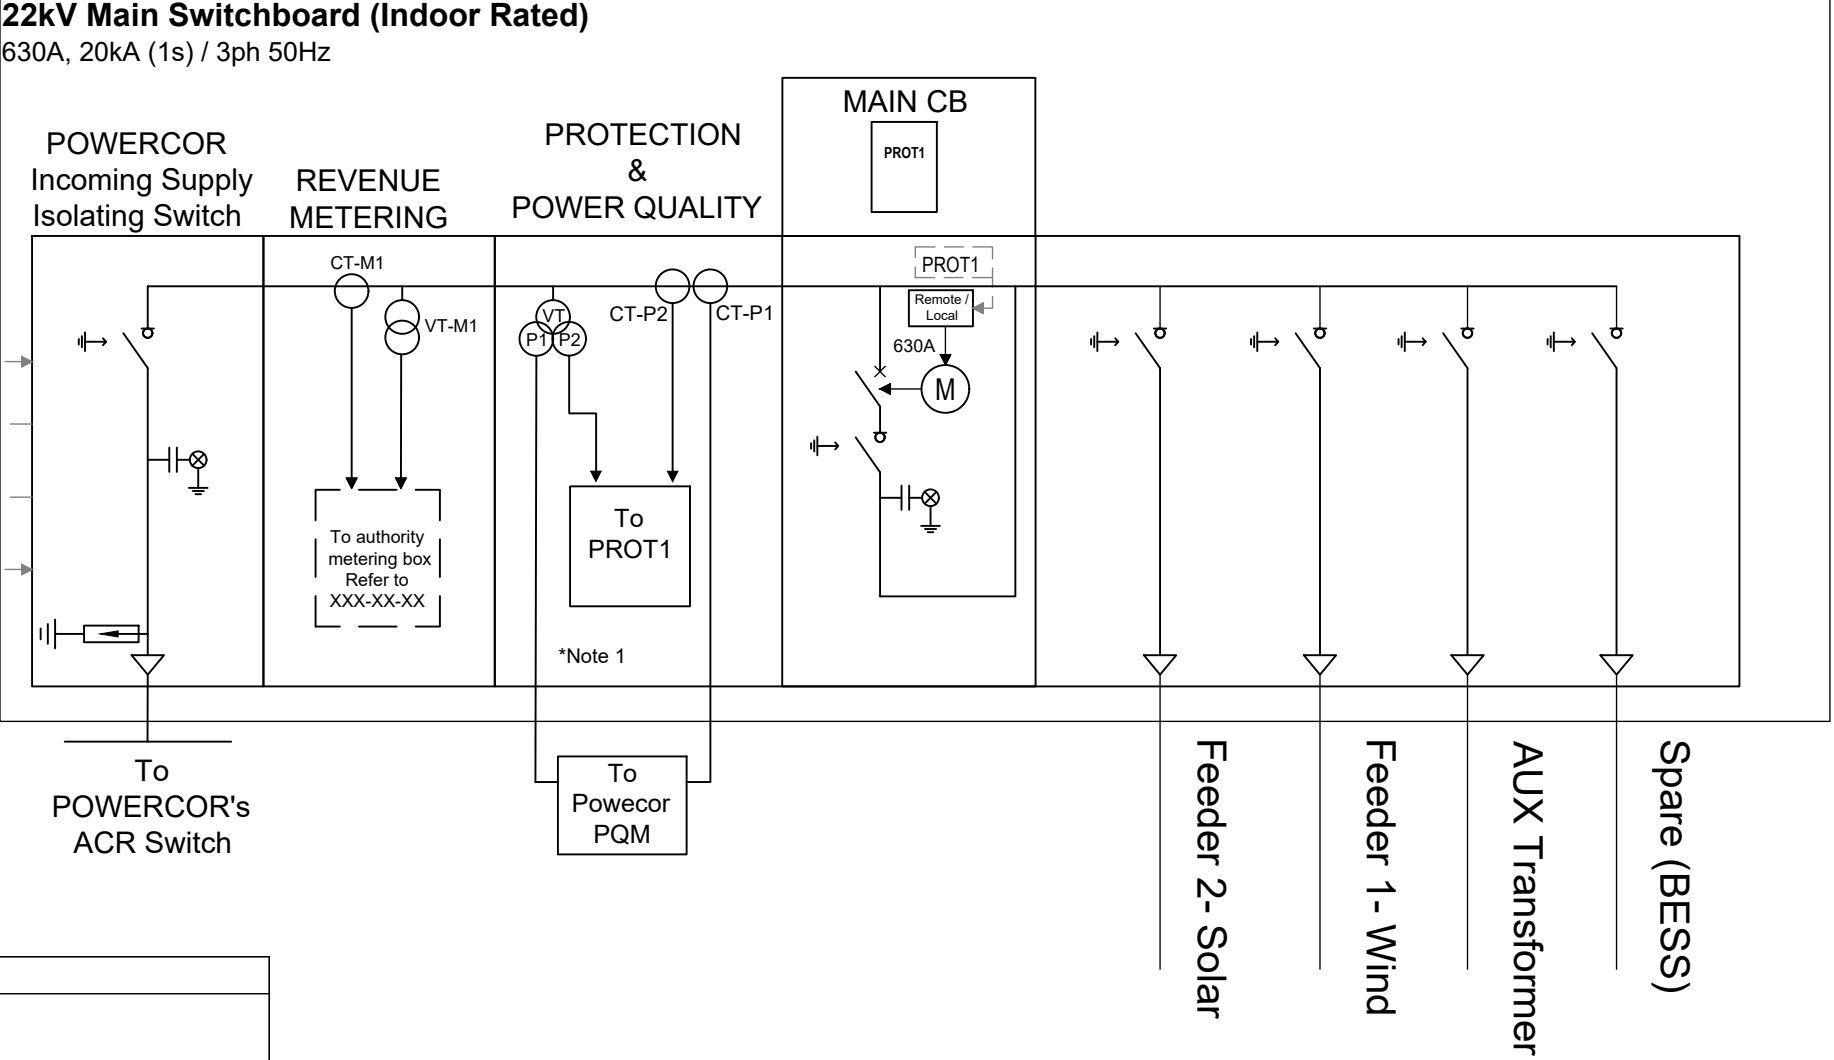 22kV Main Switchboard (Indoor Rated)
630A, 20kA (1s) / 3ph 50Hz
POWERCOR
Incoming Supply
Isolating Switch
REVENUE
METERING
PROTECTION
&
POWER QUALITY
MAIN CB
PROT1
CT-M1
VT-M1
VT
P1
P2
CT-P2
CT-P1
PROT1
Remote /
Local
630A
M
To authority
metering box
Refer to
XXX-XX-XX
To
PROT1
*Note 1
To
POWERCOR's
ACR Switch
To
Powecor
PQM
Feeder 2- Solar
Feeder 1- Wind
AUX Transformer
Spare (BESS)